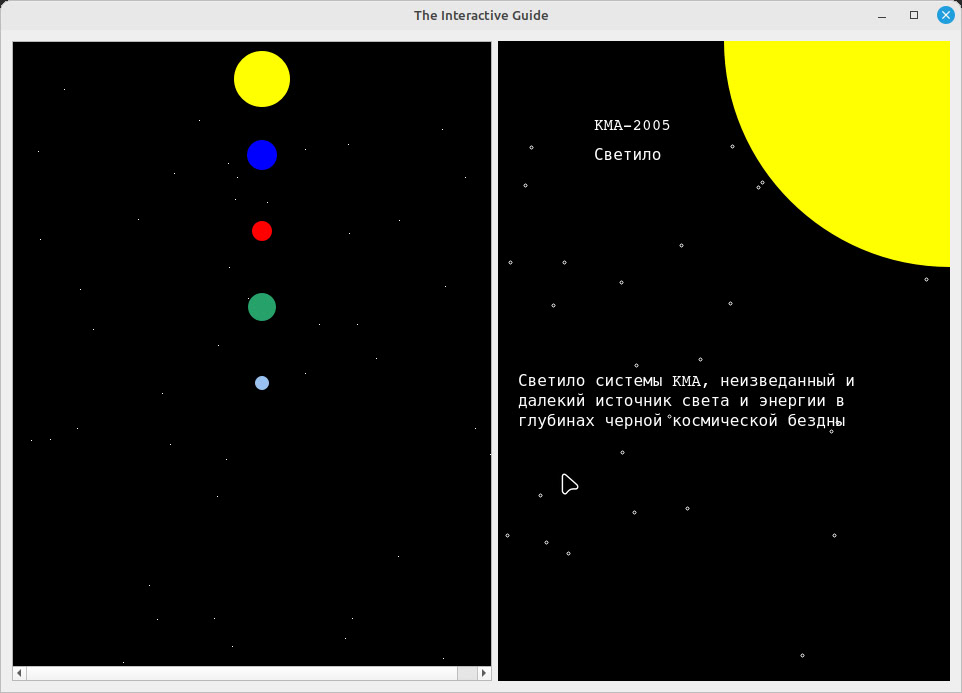 The Interactive Guide
KMA-2005
Светило
Светило системы KMA, неизведанный и
далекий источник света и энергии в
глубинах черной космической бездны